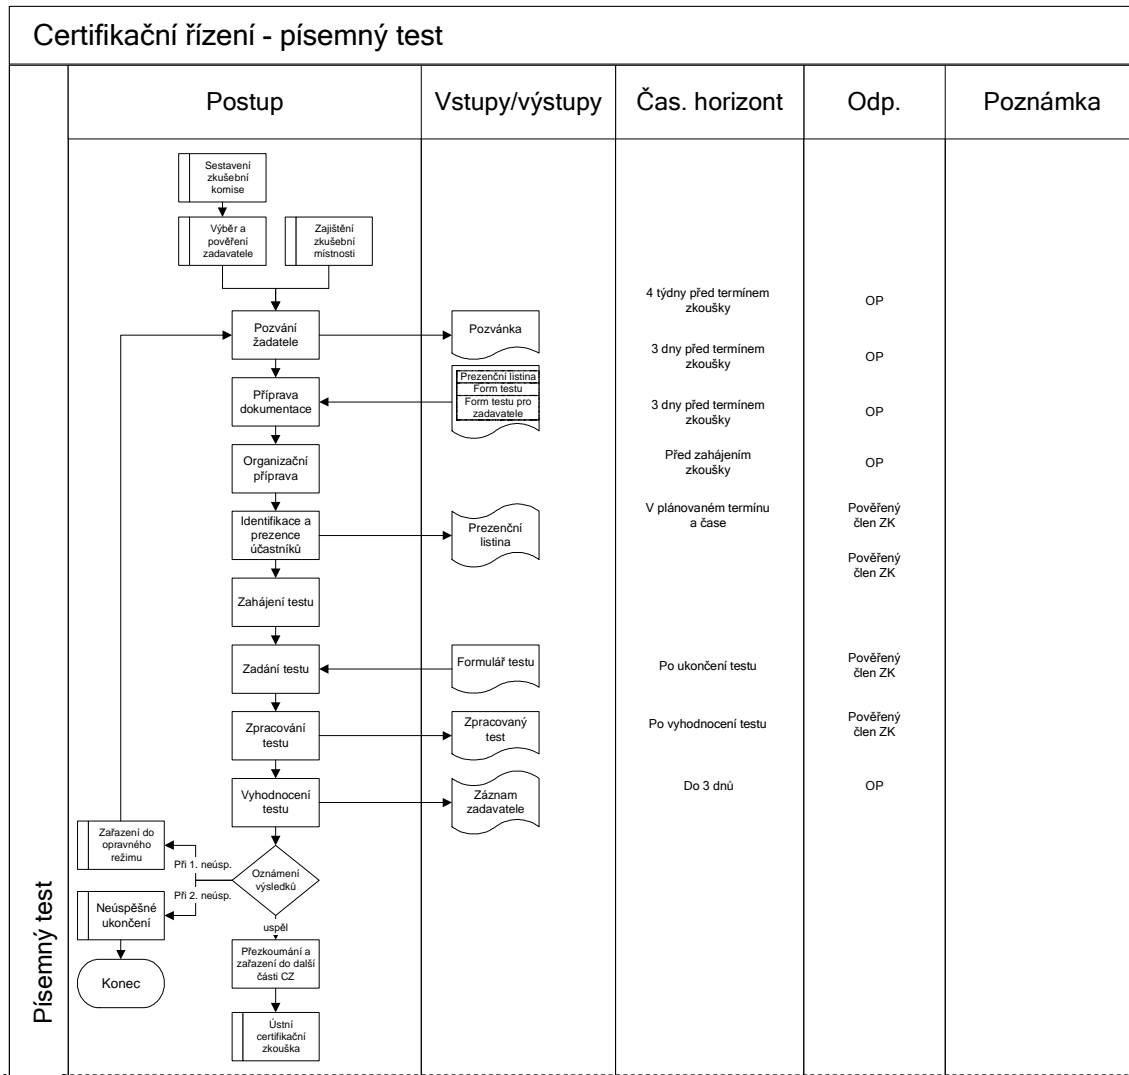 Certifikační řízení - písemný test
Postup
Vstupy/výstupy
Čas. horizont
Odp.
Poznámka
Sestavení
zkušební
komise
Výběr a
pověření
zadavatele
Zajištění
zkušební
místnosti
4 týdny před termínem
zkoušky
OP
Pozvání
žadatele
Pozvánka
3 dny před termínem
zkoušky
OP
Příprava
dokumentace
Prezenční listina
Form testu
Form testu pro
zadavatele
3 dny před termínem
zkoušky
OP
Organizační
příprava
Před zahájením
zkoušky
OP
Identifikace a
prezence
účastníků
Prezenční
listina
V plánovaném termínu
a čase
Pověřený
člen ZK
Pověřený
člen ZK
Zahájení testu
Zadání testu
Formulář testu
Po ukončení testu
Pověřený
člen ZK
Zpracování
testu
Zpracovaný
test
Po vyhodnocení testu
Pověřený
člen ZK
Vyhodnocení
testu
Záznam
zadavatele
Do 3 dnů
OP
Zařazení do
opravného
režimu
Při 1. neúsp.
Oznámení
výsledků
Při 2. neúsp.
Neúspěšné
ukončení
uspěl
Konec
Přezkoumání a
zařazení do další
části CZ
Ústní
certifikační
zkouška
Písemný test